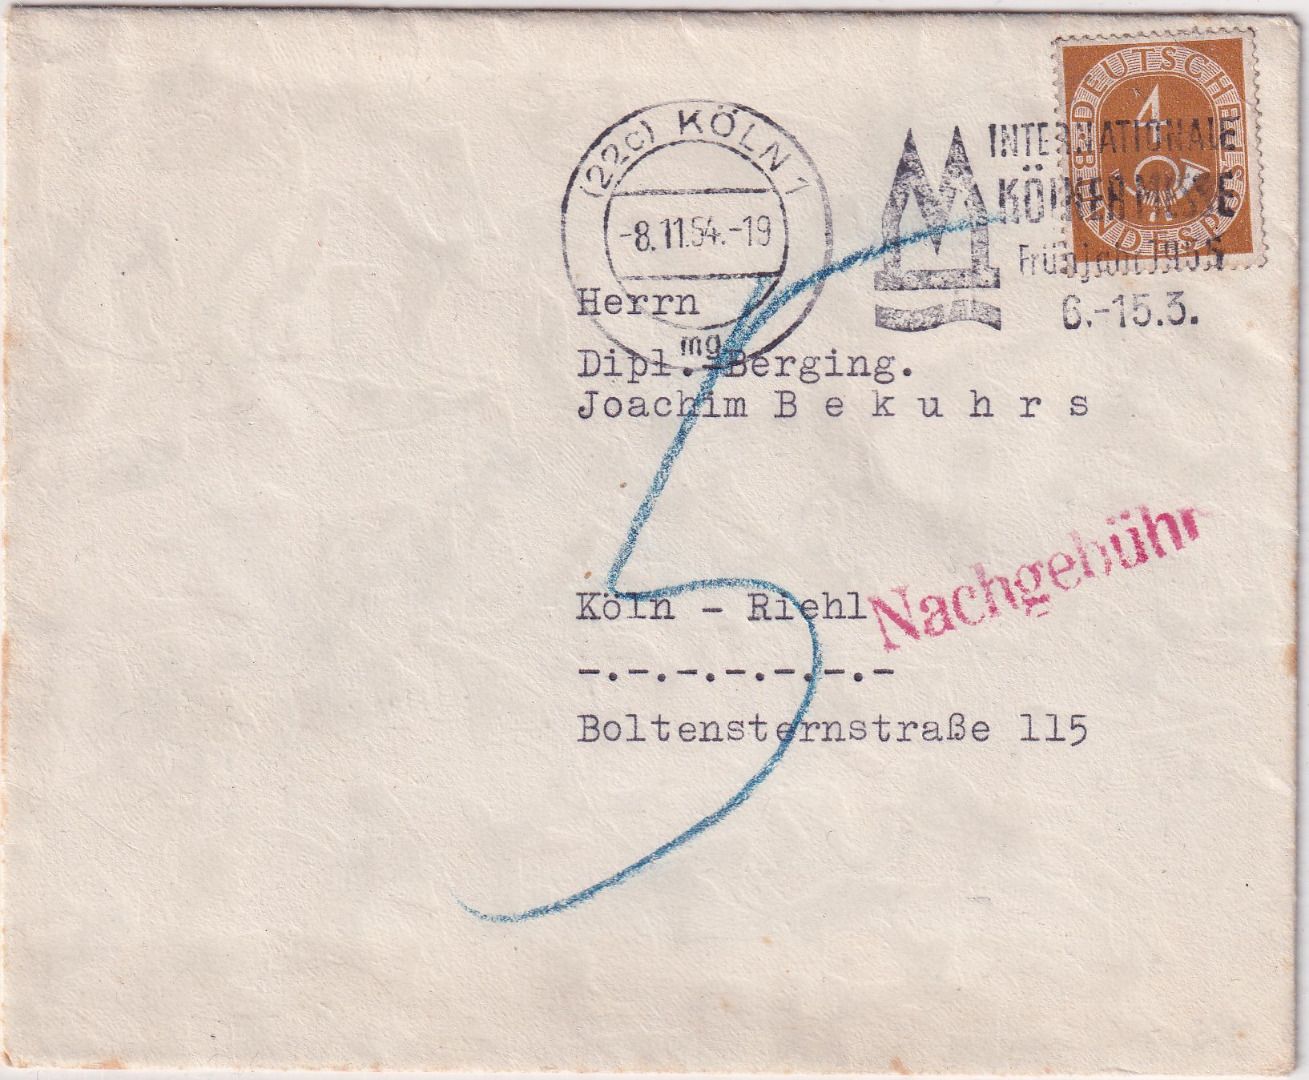 (22c) KÖLN 1
-8.11.54.-19
mg
INTERNATIONALE
KÖLNER MESSE
Frühjahr 1955
6.-15.3.
DEUTSCHE BUNDESPOST
4
Herrn
Dipl.-Berging.
Joachim B e k u h r s
Köln - Riehl
-.-.-.-.-.-.-
Boltensternstraße 115
Nachgebühr
5